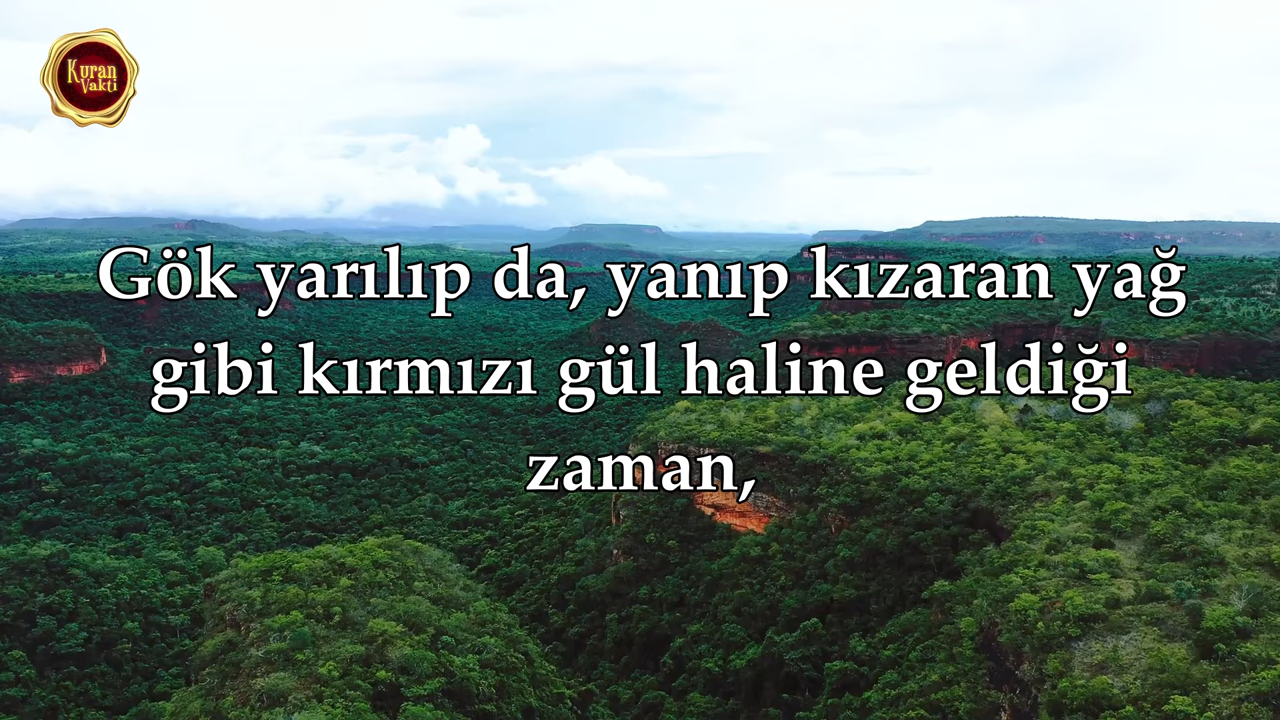 Kuran
Vakti
Gök yarılıp da, yanıp kızaran yağ
gibi kırmızı gül haline geldiği
zaman,